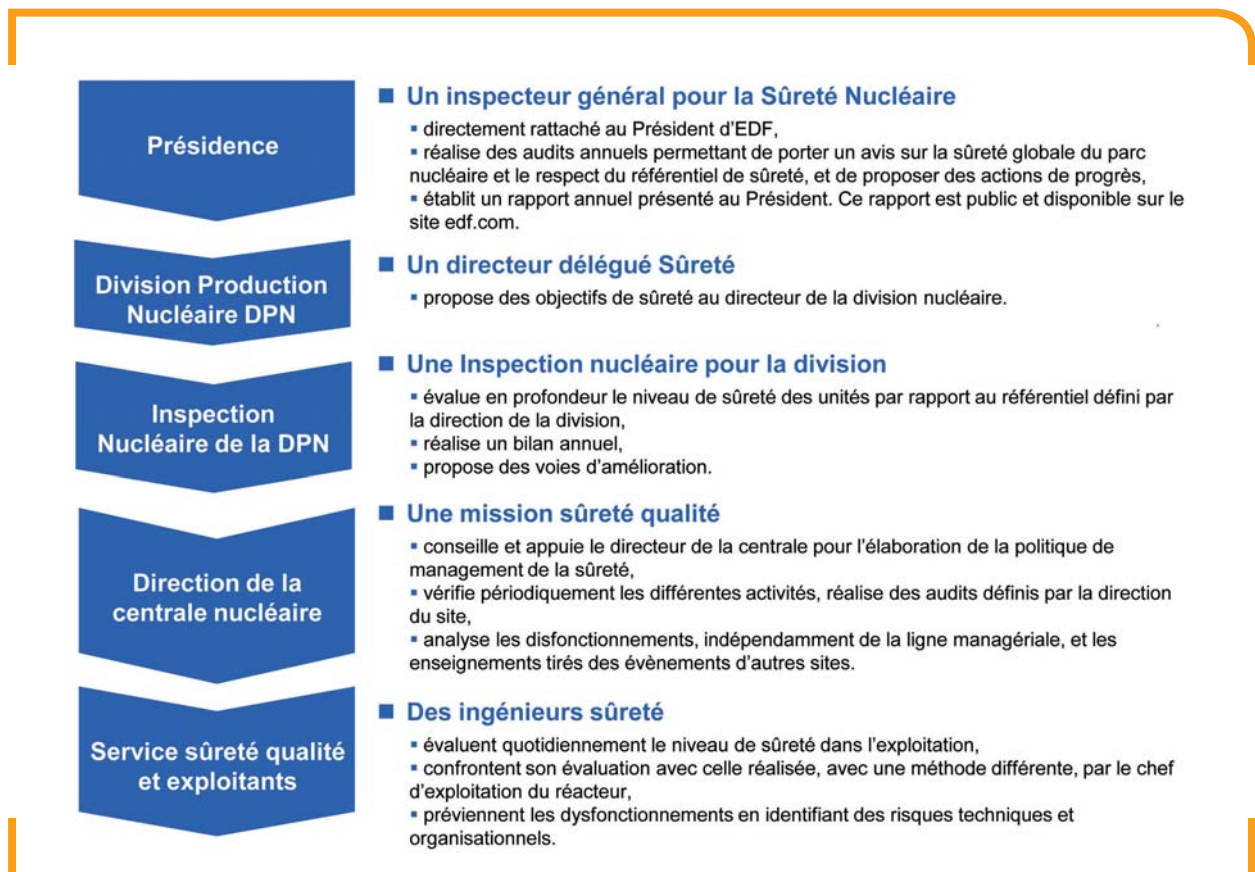 Présidence
■ Un inspecteur général pour la Sûreté Nucléaire
▪ directement rattaché au Président d’EDF,
▪ réalise des audits annuels permettant de porter un avis sur la sûreté globale du parc
nucléaire et le respect du référentiel de sûreté, et de proposer des actions de progrès,
▪ établit un rapport annuel présenté au Président. Ce rapport est public et disponible sur le
site edf.com.
Division Production
Nucléaire DPN
■ Un directeur délégué Sûreté
▪ propose des objectifs de sûreté au directeur de la division nucléaire.
Inspection
Nucléaire de la DPN
■ Une Inspection nucléaire pour la division
▪ évalue en profondeur le niveau de sûreté des unités par rapport au référentiel défini par
la direction de la division,
▪ réalise un bilan annuel,
▪ propose des voies d’amélioration.
Direction de la
centrale nucléaire
■ Une mission sûreté qualité
▪ conseille et appuie le directeur de la centrale pour l’élaboration de la politique de
management de la sûreté,
▪ vérifie périodiquement les différentes activités, réalise des audits définis par la direction
du site,
▪ analyse les disfonctionnements, indépendamment de la ligne managériale, et les
enseignements tirés des évènements d’autres sites.
Service sûreté qualité
et exploitants
■ Des ingénieurs sûreté
▪ évaluent quotidiennement le niveau de sûreté dans l’exploitation,
▪ confrontent son évaluation avec celle réalisée, avec une méthode différente, par le chef
d’exploitation du réacteur,
▪ préviennent les dysfonctionnements en identifiant des risques techniques et
organisationnels.